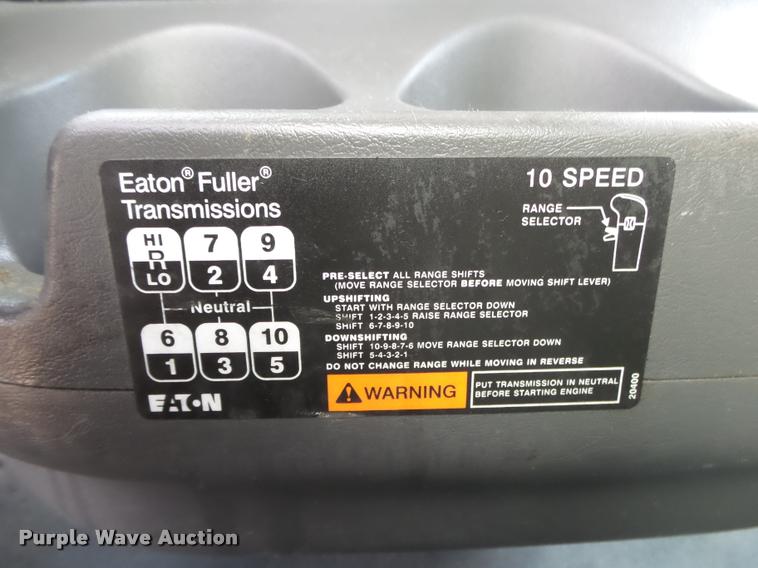 Eaton® Fuller®
Transmissions
10 SPEED
RANGE
SELECTOR
HI 7 9
R
LO 2 4
Neutral
6 8 10
1 3 5
EATON
PRE-SELECT ALL RANGE SHIFTS
(MOVE RANGE SELECTOR BEFORE MOVING SHIFT LEVER)
UPSHIFTING
START WITH RANGE SELECTOR DOWN
SHIFT 1-2-3-4-5 RAISE RANGE SELECTOR
SHIFT 6-7-8-9-10
DOWNSHIFTING
SHIFT 10-9-8-7-6 MOVE RANGE SELECTOR DOWN
SHIFT 5-4-3-2-1
DO NOT CHANGE RANGE WHILE MOVING IN REVERSE
WARNING
PUT TRANSMISSION IN NEUTRAL
BEFORE STARTING ENGINE
20400
Purple Wave Auction